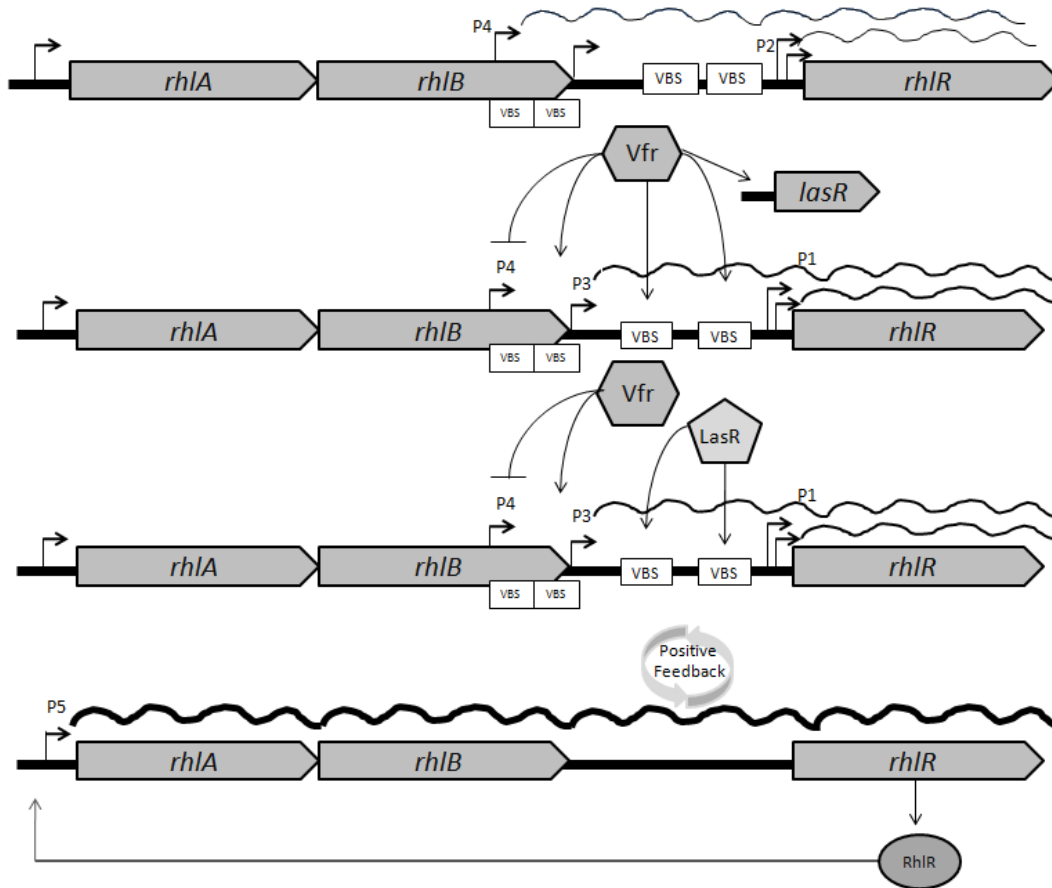 P4
P2
rhlA
rhlB
VBS
VBS
rhlR
VBS
VBS
Vfr
lasR
P4
P3
P1
rhlA
rhlB
VBS
VBS
rhlR
VBS
VBS
Vfr
LasR
P4
P3
P1
rhlA
rhlB
VBS
VBS
rhlR
VBS
VBS
Positive
Feedback
P5
rhlA
rhlB
rhlR
RhlR